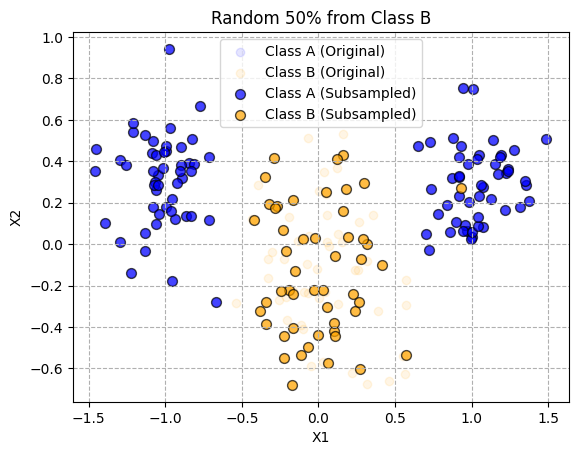 Random 50% from Class B
Class A (Original)
Class B (Original)
Class A (Subsampled)
Class B (Subsampled)
X2
1.0
0.8
0.6
0.4
0.2
0.0
−0.2
−0.4
−0.6
−1.5 −1.0 −0.5 0.0 0.5 1.0 1.5
X1